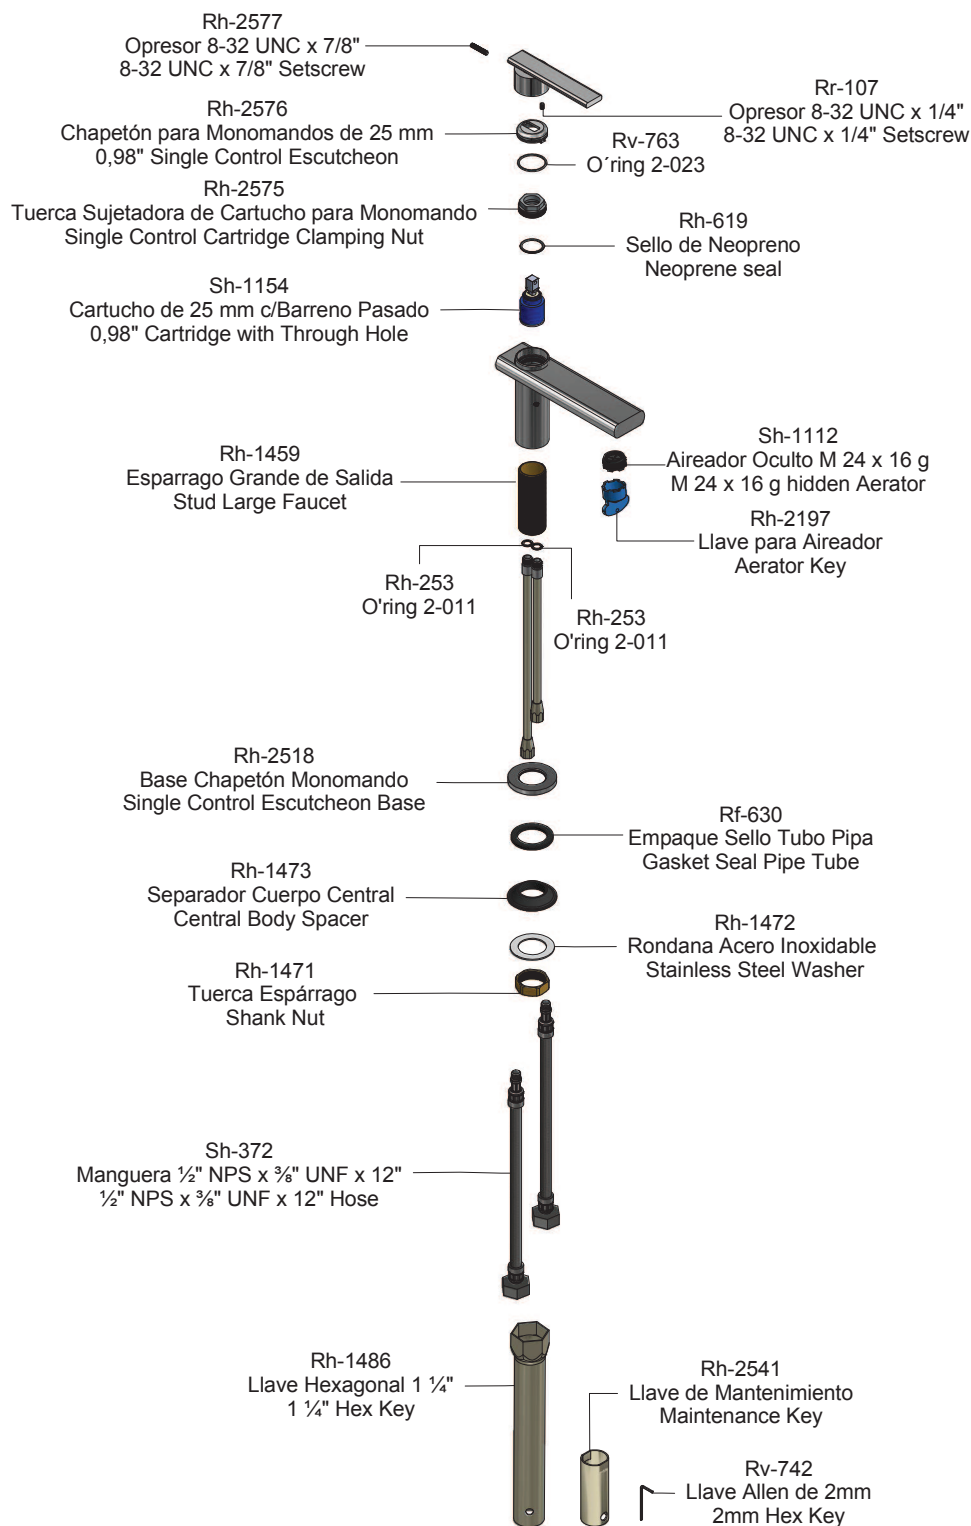 Rh-2577
Opresor 8-32 UNC x 7/8"
8-32 UNC x 7/8" Setscrew
Rr-107
Opresor 8-32 UNC x 1/4"
8-32 UNC x 1/4" Setscrew
Rh-2576
Chapetón para Monomandos de 25 mm
0,98" Single Control Escutcheon
Rv-763
O´ring 2-023
Rh-2575
Tuerca Sujetadora de Cartucho para Monomando
Single Control Cartridge Clamping Nut
Rh-619
Sello de Neopreno
Neoprene seal
Sh-1154
Cartucho de 25 mm c/Barreno Pasado
0,98" Cartridge with Through Hole
Sh-1112
Aireador Oculto M 24 x 16 g
M 24 x 16 g hidden Aerator
Rh-1459
Esparrago Grande de Salida
Stud Large Faucet
Rh-2197
Llave para Aireador
Aerator Key
Rh-253
O'ring 2-011
Rh-253
O'ring 2-011
Rh-2518
Base Chapetón Monomando
Single Control Escutcheon Base
Rf-630
Empaque Sello Tubo Pipa
Gasket Seal Pipe Tube
Rh-1473
Separador Cuerpo Central
Central Body Spacer
Rh-1472
Rondana Acero Inoxidable
Stainless Steel Washer
Rh-1471
Tuerca Espárrago
Shank Nut
Sh-372
Manguera ½" NPS x ⅜" UNF x 12"
½" NPS x ⅜" UNF x 12" Hose
Rh-1486
Llave Hexagonal 1 ¼"
1 ¼" Hex Key
Rh-2541
Llave de Mantenimiento
Maintenance Key
Rv-742
Llave Allen de 2mm
2mm Hex Key